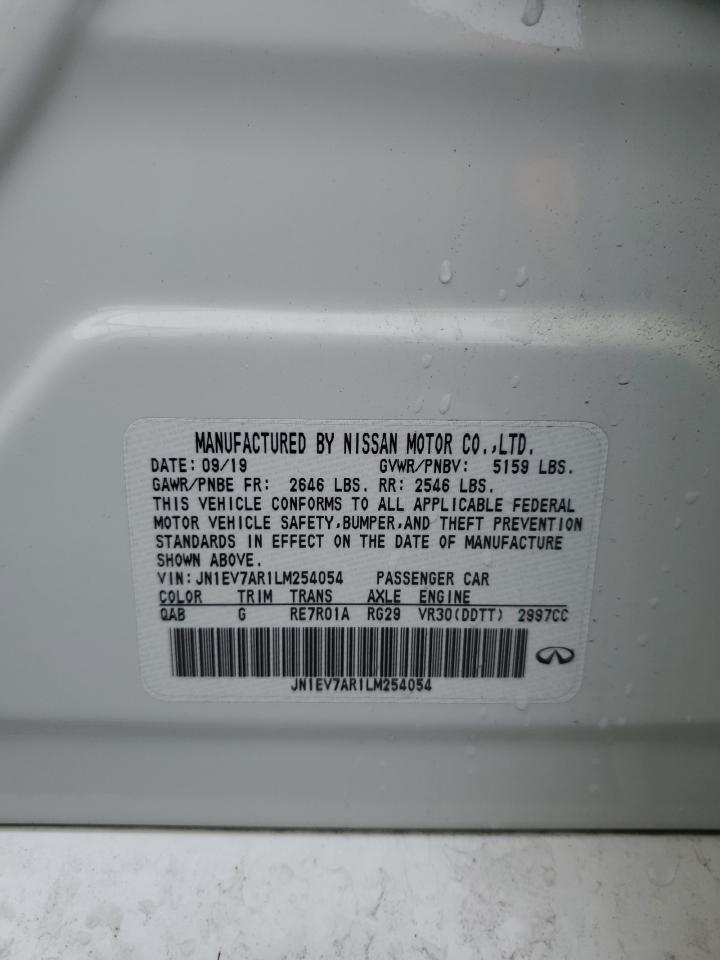 MANUFACTURED BY NISSAN MOTOR CO.,LTD.
DATE: 09/19 GVWR/PNBV: 5159 LBS.
GAWR/PNBE FR: 2646 LBS. RR: 2546 LBS.
THIS VEHICLE CONFORMS TO ALL APPLICABLE FEDERAL
MOTOR VEHICLE SAFETY,BUMPER,AND THEFT PREVENTION
STANDARDS IN EFFECT ON THE DATE OF MANUFACTURE
SHOWN ABOVE.
VIN: JN1EV7AR1LM254054 PASSENGER CAR
COLOR TRIM TRANS AXLE ENGINE
QAB G RE7R01A RG29 VR30(DDTT) 2997CC
JN1EV7AR1LM254054